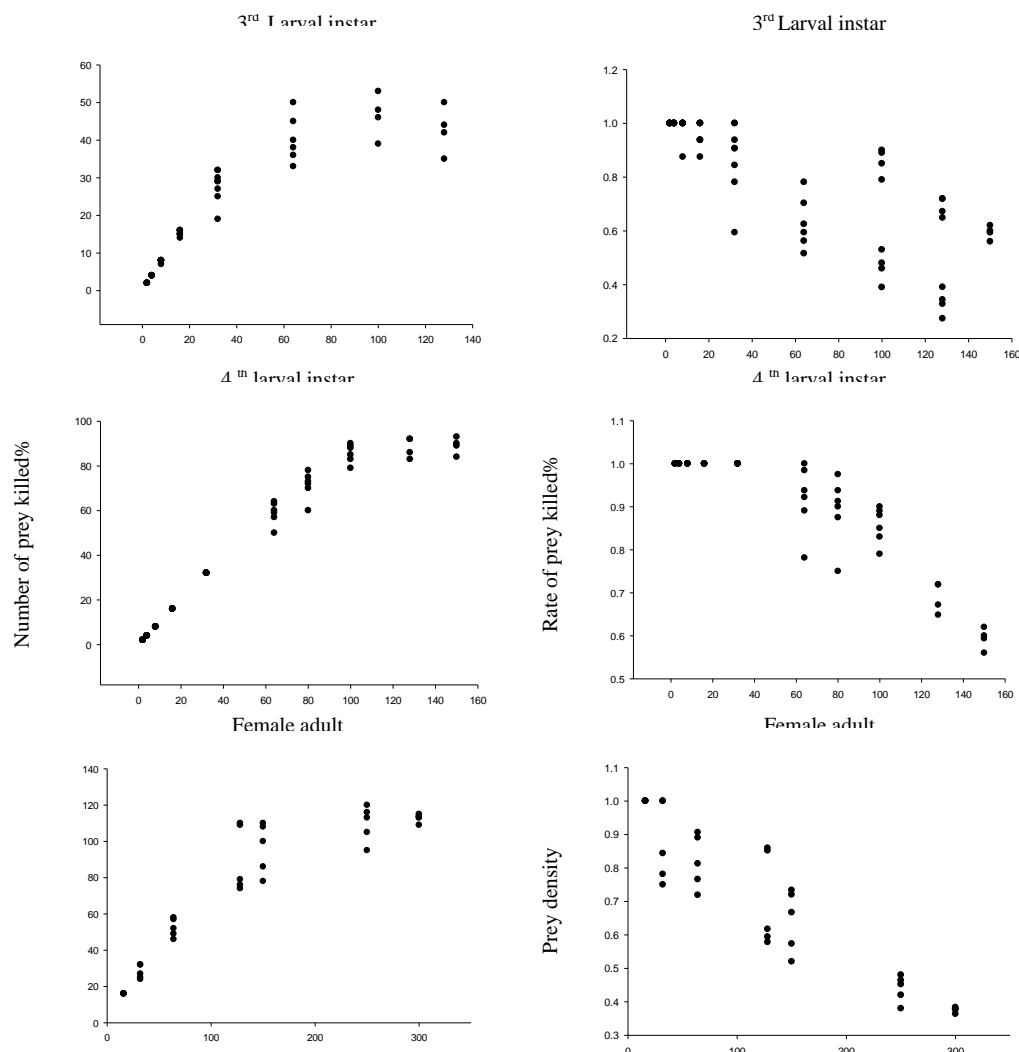 3rd Larval instar
60
50
40
30
20
10
0
0 20 40 60 80 100 120 140
3rd Larval instar
1.2
1.0
0.8
0.6
0.4
0.2
0 20 40 60 80 100 120 140 160
4 th larval instar
Number of prey killed%
100
80
60
40
20
0
0 20 40 60 80 100 120 140 160
4 th larval instar
Rate of prey killed%
1.1
1.0
0.9
0.8
0.7
0.6
0.5
0 20 40 60 80 100 120 140 160
Female adult
140
120
100
80
60
40
20
0
0 100 200 300
Female adult
Prey density
1.1
1.0
0.9
0.8
0.7
0.6
0.5
0.4
0.3
0 100 200 300